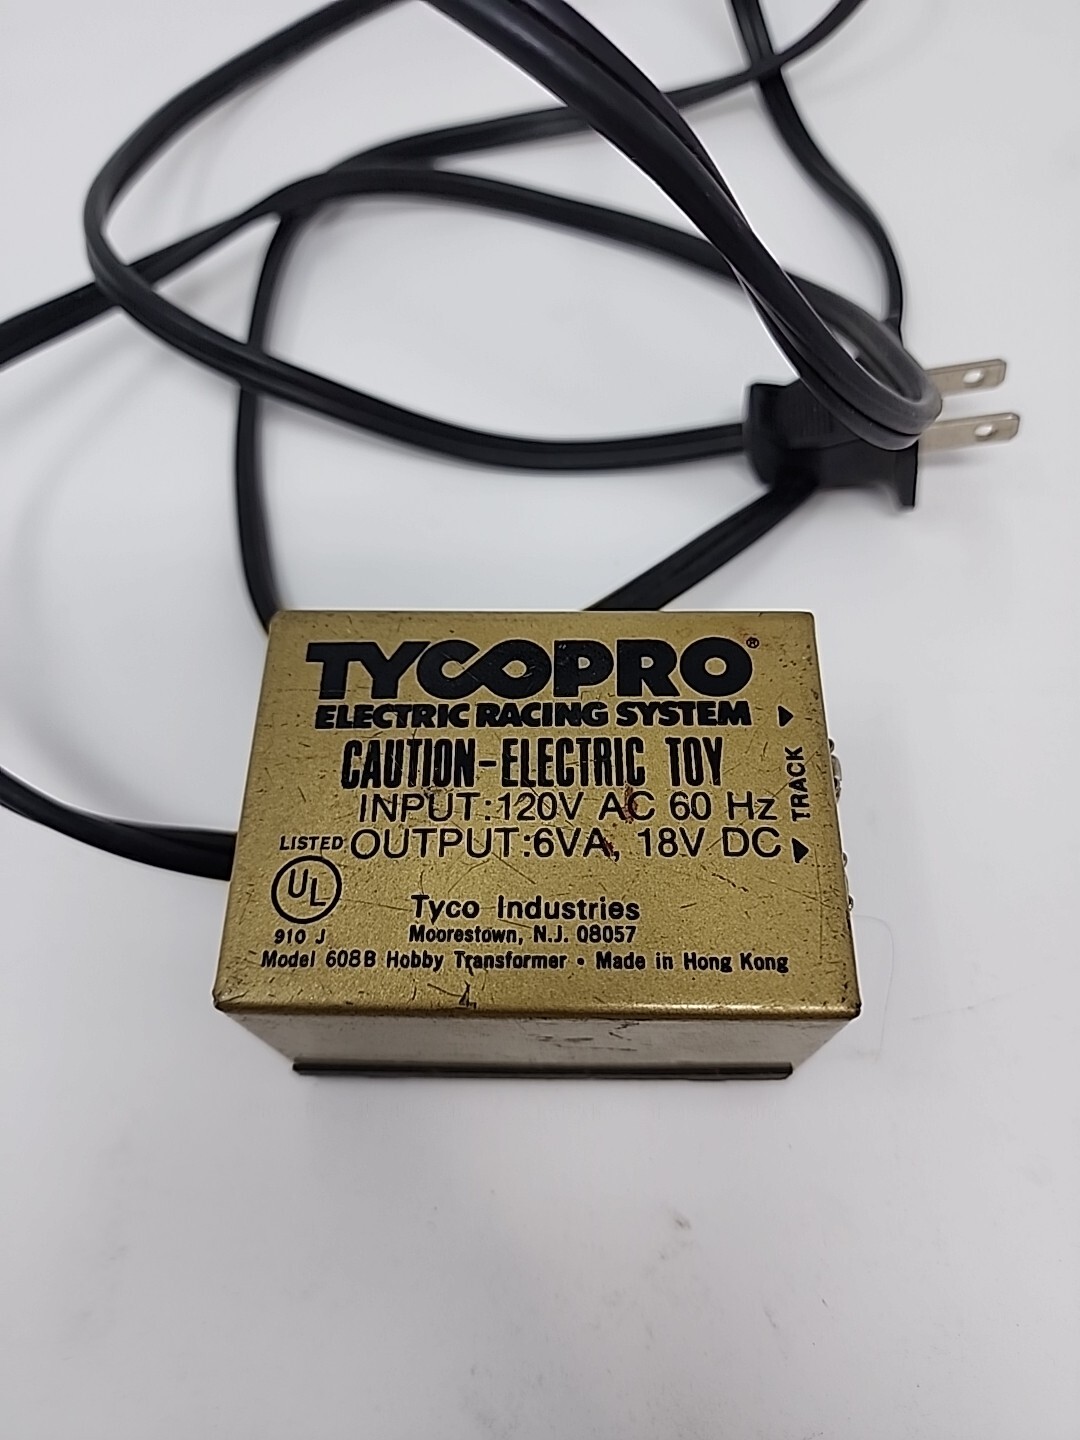 TYCOPRO®
ELECTRIC RACING SYSTEM
CAUTION-ELECTRIC TOY
INPUT: 120V AC 60 Hz
OUTPUT: 6VA, 18V DC
TRACK
LISTED
UL
910 J
Tyco Industries
Moorestown, N.J. 08057
Model 608B Hobby Transformer • Made in Hong Kong